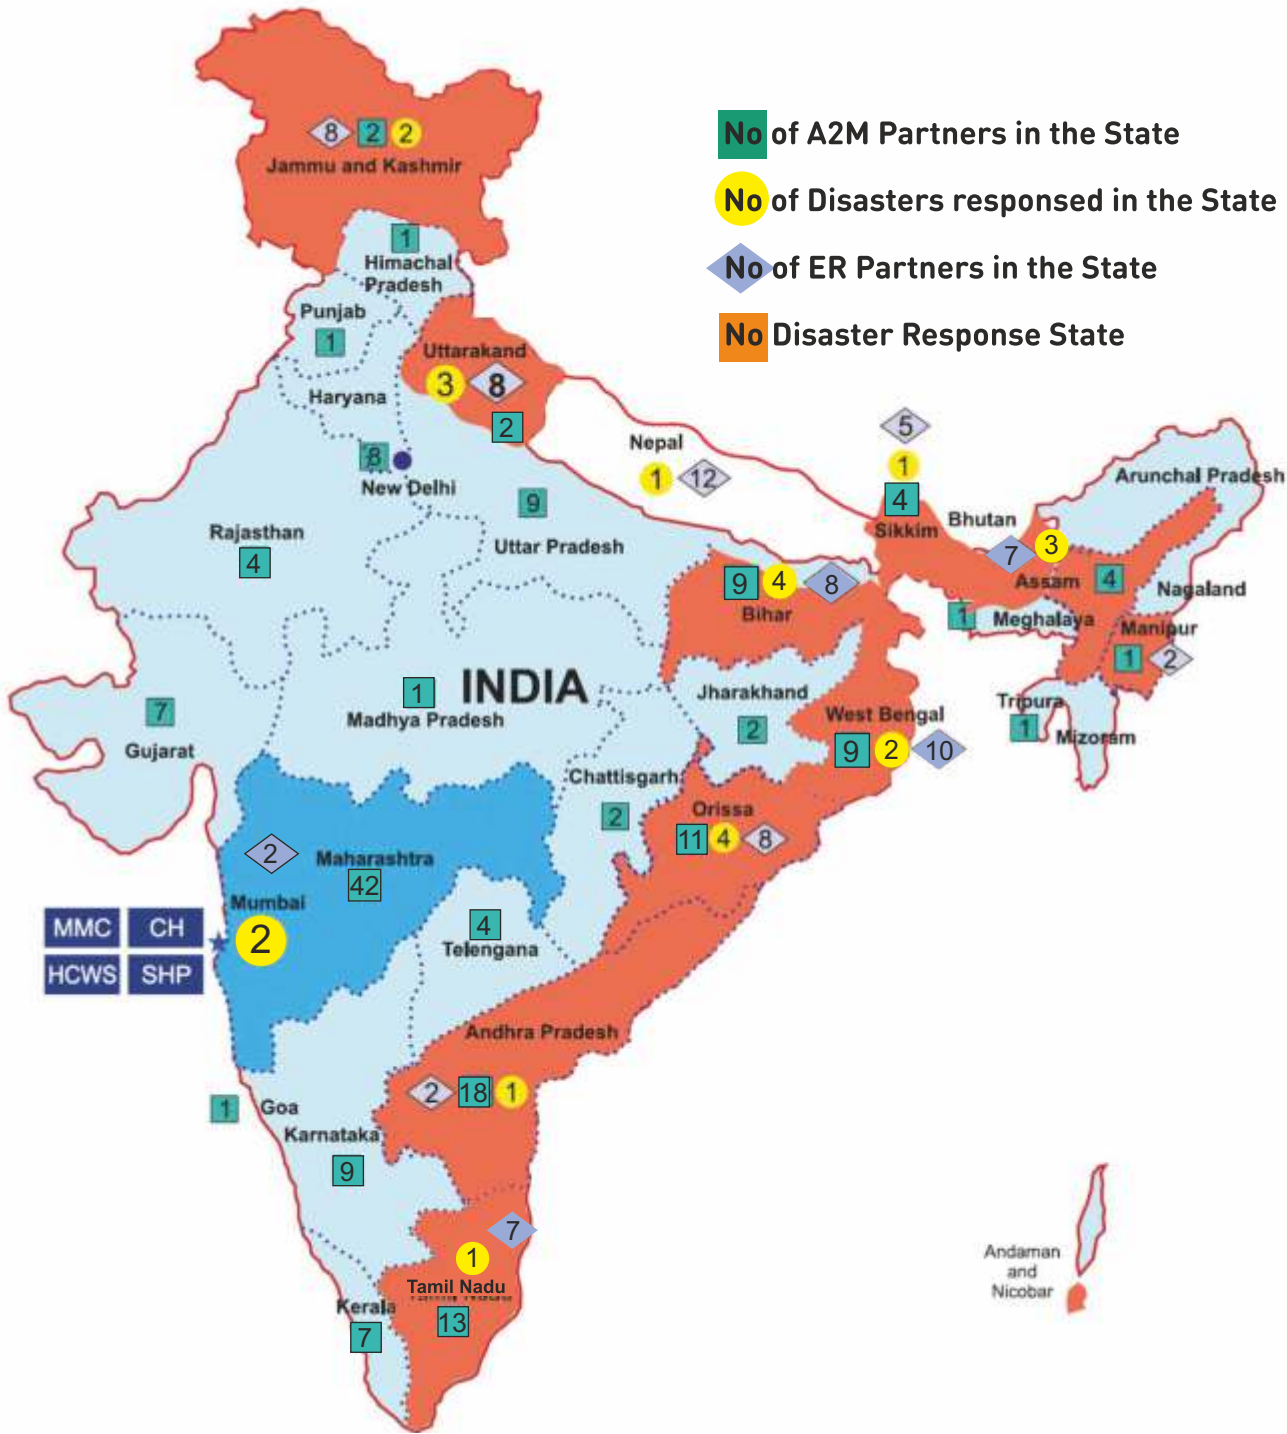 8 2 2
Jammu and Kashmir
No of A2M Partners in the State
No of Disasters responsed in the State
No of ER Partners in the State
No Disaster Response State
1
Himachal
Pradesh
Punjab
1
Uttarakand
3 8
2
Haryana
8
New Delhi
Nepal
1 12
5
1
4
Sikkim
Bhutan
Arunchal Pradesh
9
Uttar Pradesh
Rajasthan
4
7 3
Assam 4
Nagaland
9 4 8
Bihar
1 Meghalaya
Manipur
1 2
INDIA
1
Madhya Pradesh
Jharkhand
2
Tripura
1
Mizoram
West Bengal
9 2 10
7
Gujarat
Chattisgarh
2
Orissa
11 4 8
2
Maharashtra
42
Mumbai
2
MMC CH
HCWS SHP
4
Telengana
Andhra Pradesh
2 18 1
1 Goa
Karnataka
9
7
1
Tamil Nadu
13
Kerala
7
Andaman
and
Nicobar